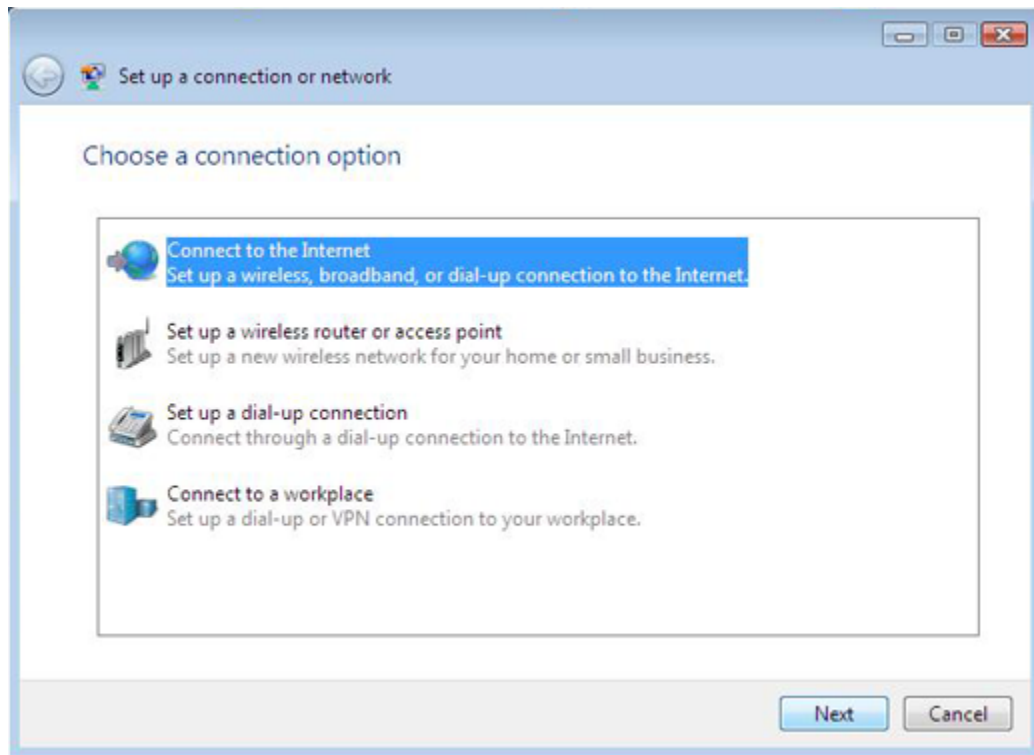 Set up a connection or network
Choose a connection option
Connect to the Internet
Set up a wireless, broadband, or dial-up connection to the Internet.
Set up a wireless router or access point
Set up a new wireless network for your home or small business.
Set up a dial-up connection
Connect through a dial-up connection to the Internet.
Connect to a workplace
Set up a dial-up or VPN connection to your workplace.
Next
Cancel